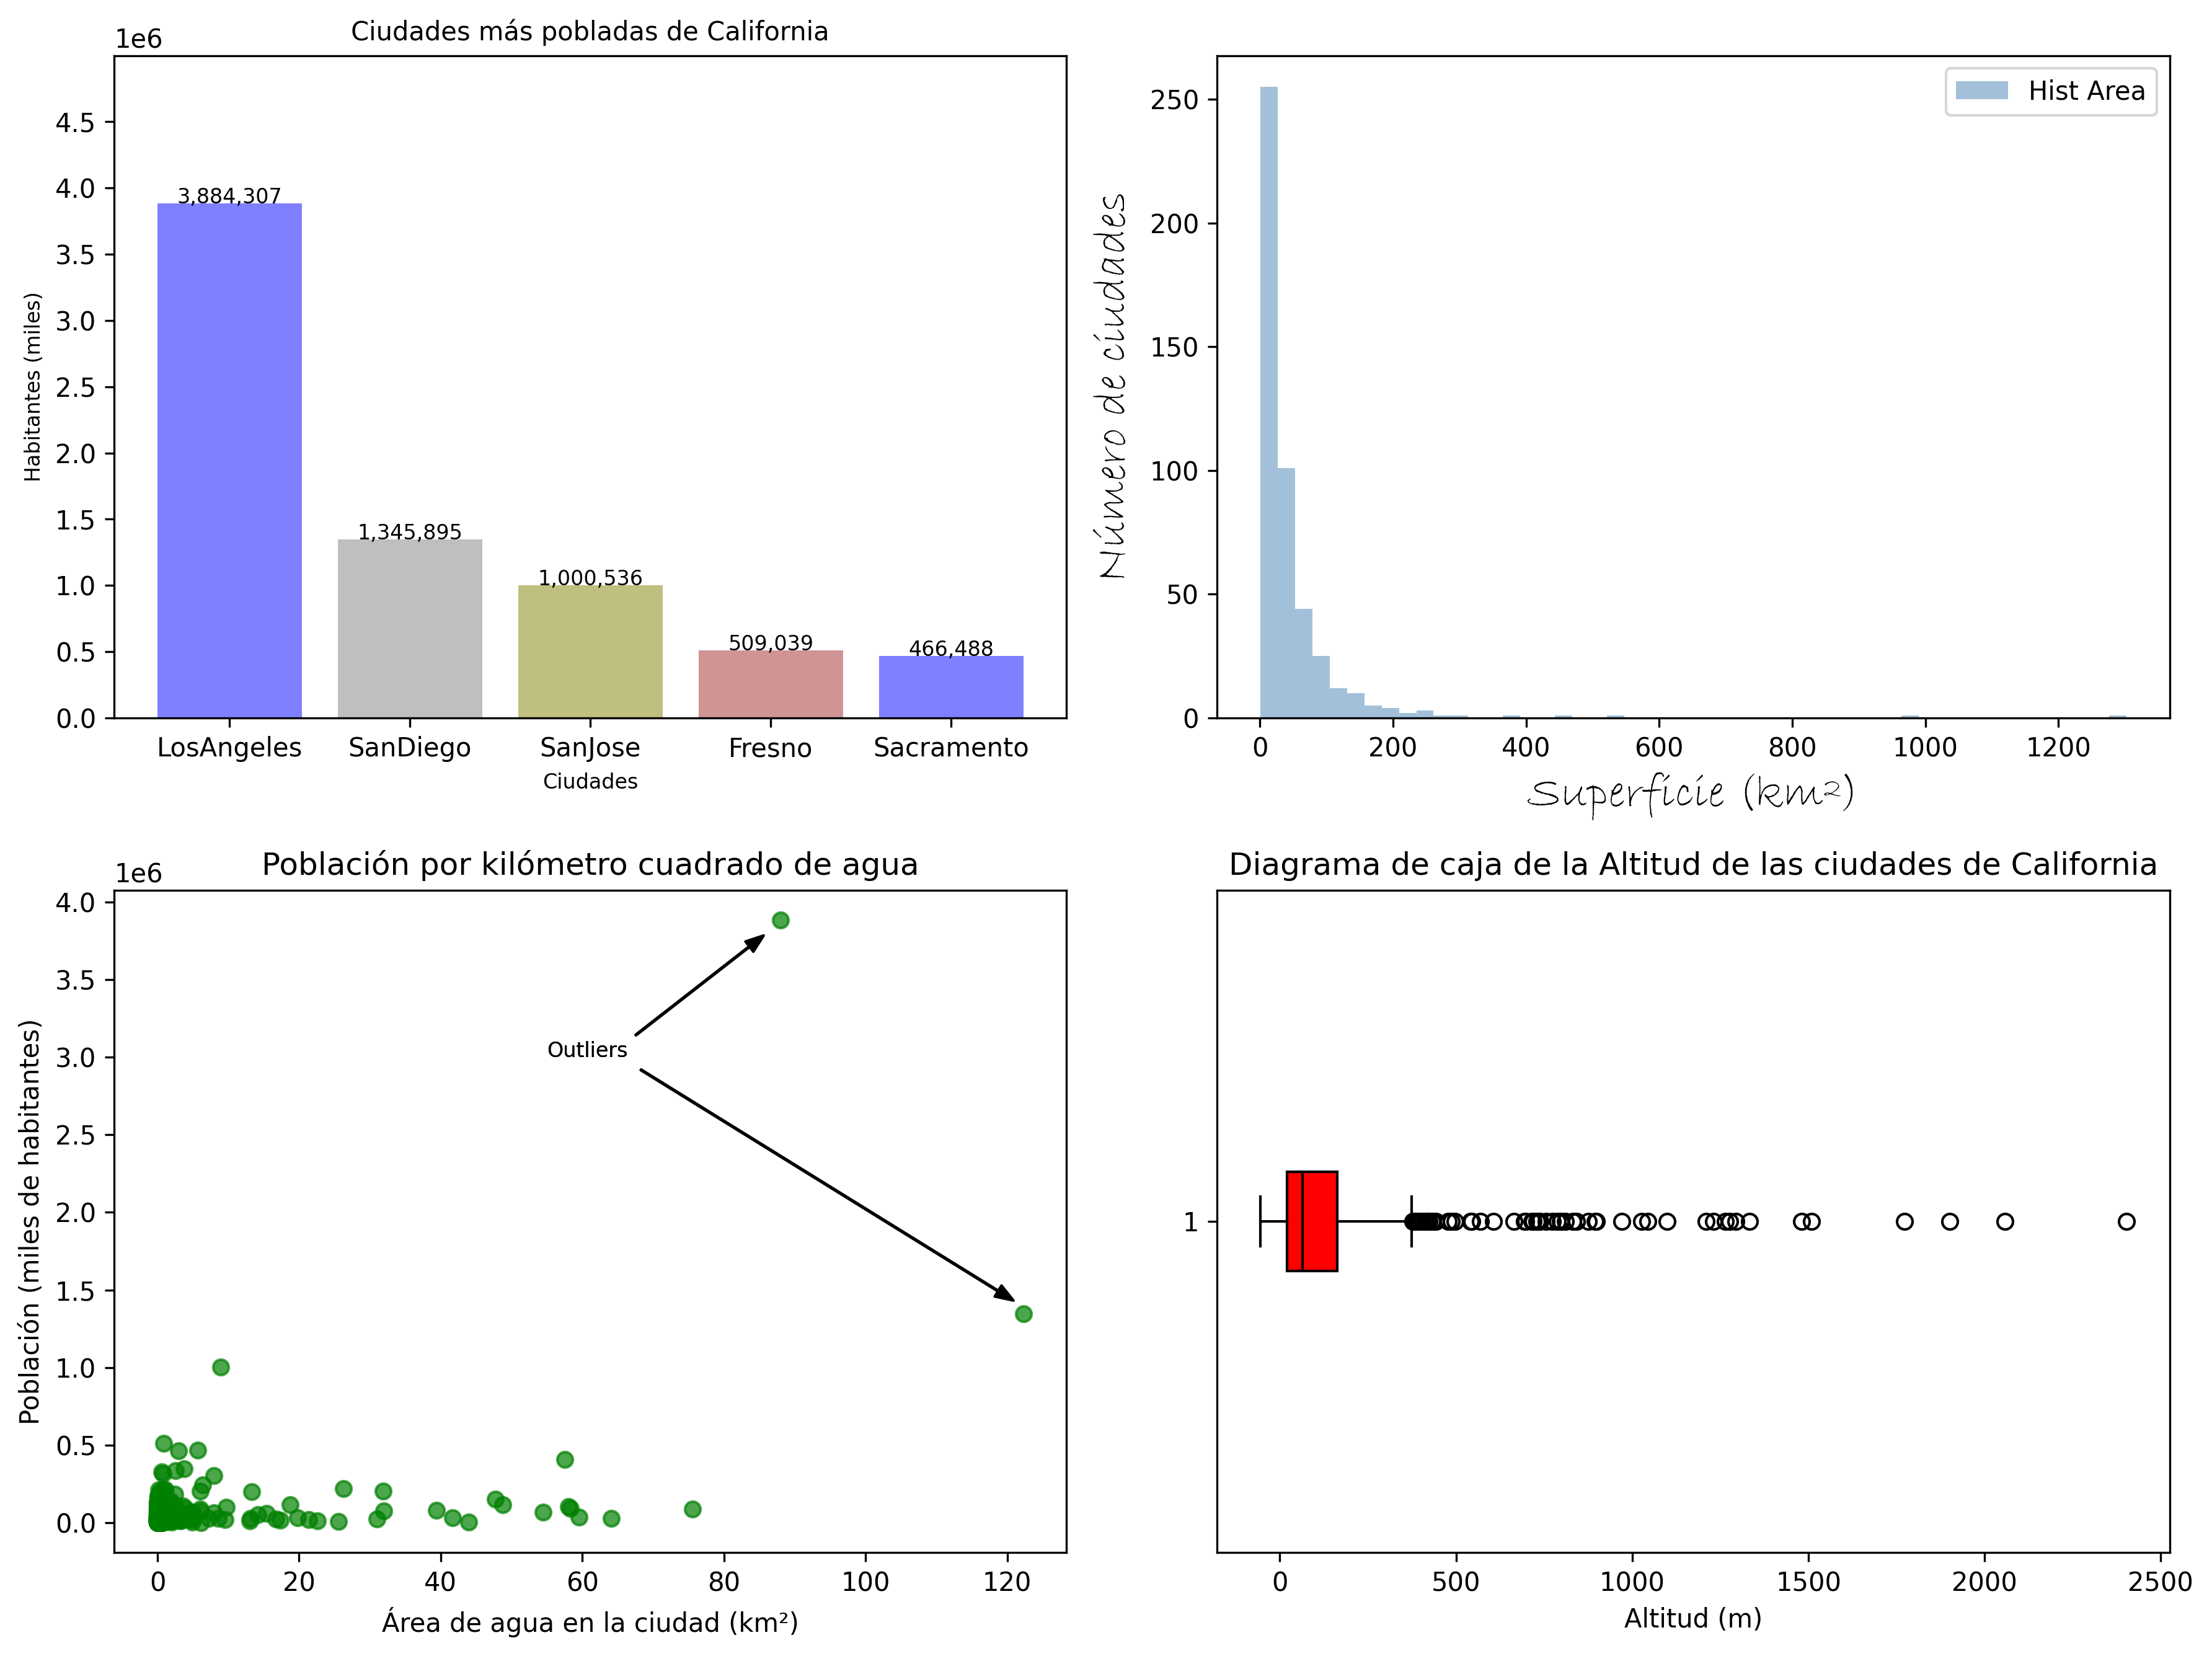 Ciudades más pobladas de California
1e6
4.5
4.0
3.5
3.0
2.5
2.0
1.5
1.0
0.5
0.0
Habitantes (miles)
3,884,307
1,345,895
1,000,536
509,039
466,488
LosAngeles SanDiego SanJose Fresno Sacramento
Ciudades
Hist Area
250
200
150
100
50
0
Número de ciudades
0 200 400 600 800 1000 1200
Superficie (km²)
Población por kilómetro cuadrado de agua
1e6
4.0
3.5
3.0
2.5
2.0
1.5
1.0
0.5
0.0
Población (miles de habitantes)
Outliers
0 20 40 60 80 100 120
Área de agua en la ciudad (km²)
Diagrama de caja de la Altitud de las ciudades de California
1
0 500 1000 1500 2000 2500
Altitud (m)